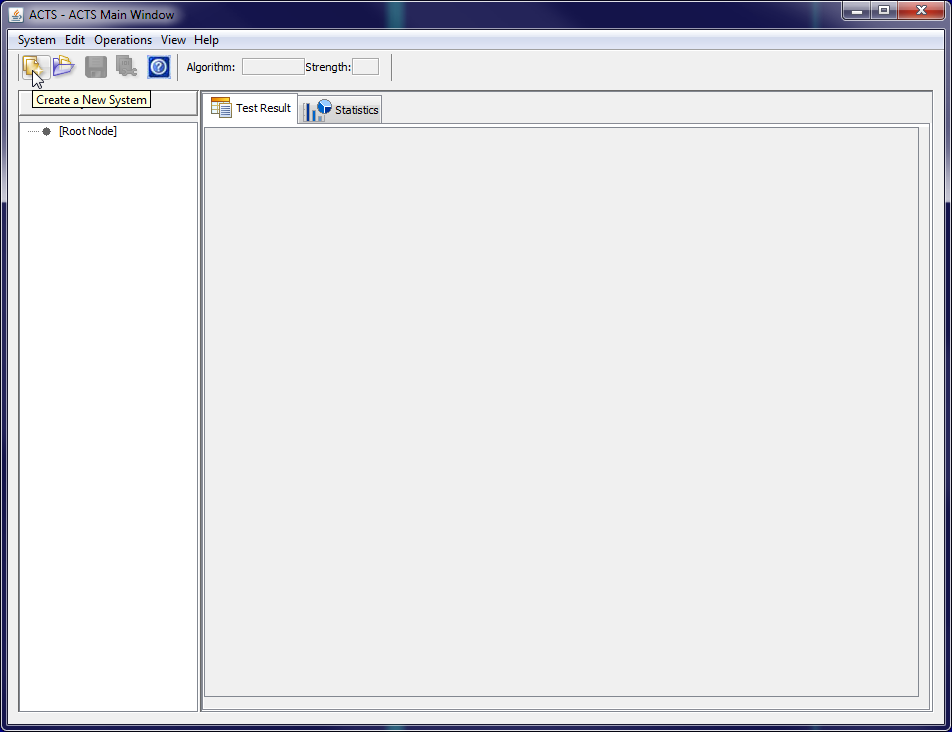 ACTS - ACTS Main Window
System Edit Operations View Help
Algorithm: Strength:
Create a New System
[Root Node]
Test Result
Statistics